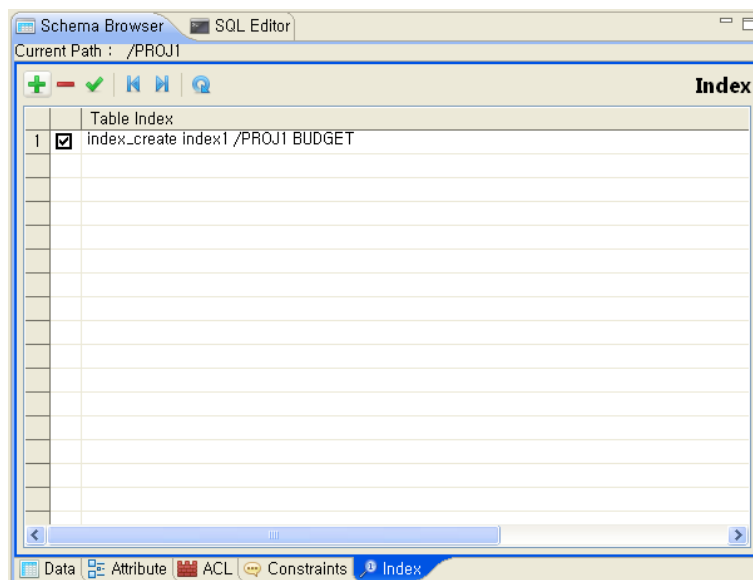 Schema Browser SQL Editor
Current Path : /PROJ1
Index
Table Index
1 index_create index1 /PROJ1 BUDGET
Data Attribute ACL Constraints Index